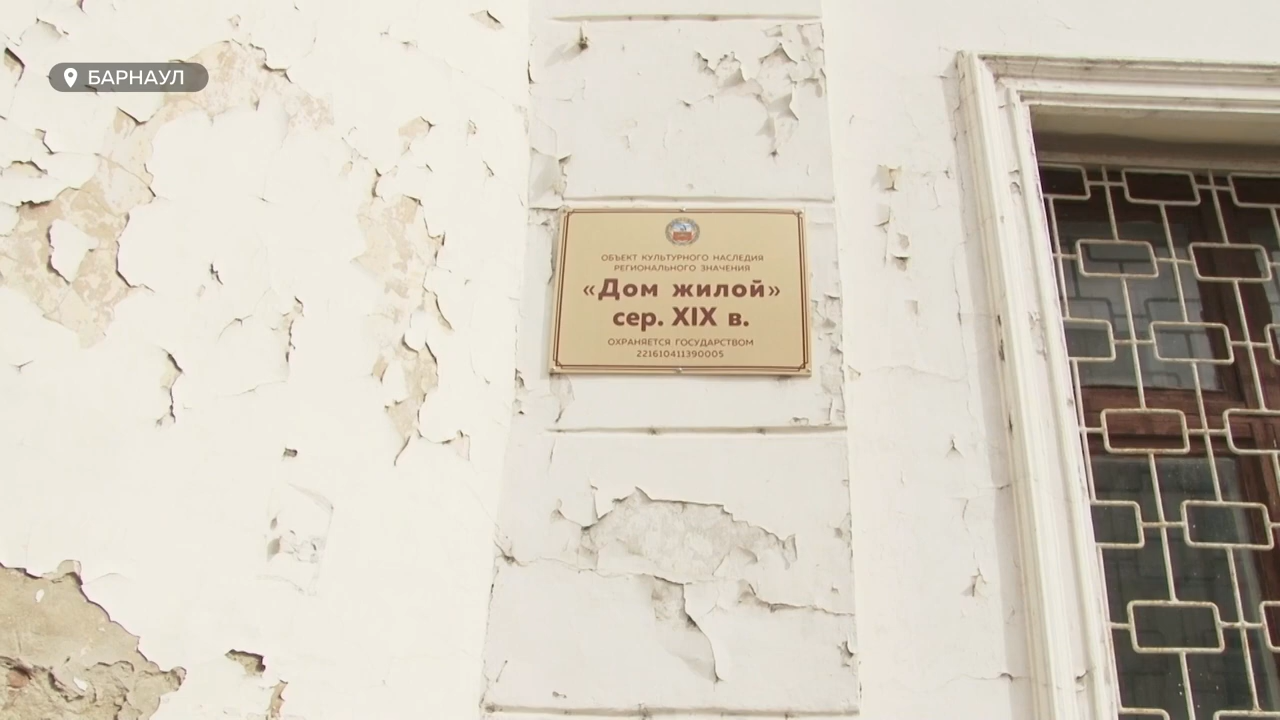 БАРНАУЛ
ОБЪЕКТ КУЛЬТУРНОГО НАСЛЕДИЯ
РЕГИОНАЛЬНОГО ЗНАЧЕНИЯ
«Дом жилой»
сер. XIX в.
ОХРАНЯЕТСЯ ГОСУДАРСТВОМ
221610411390005